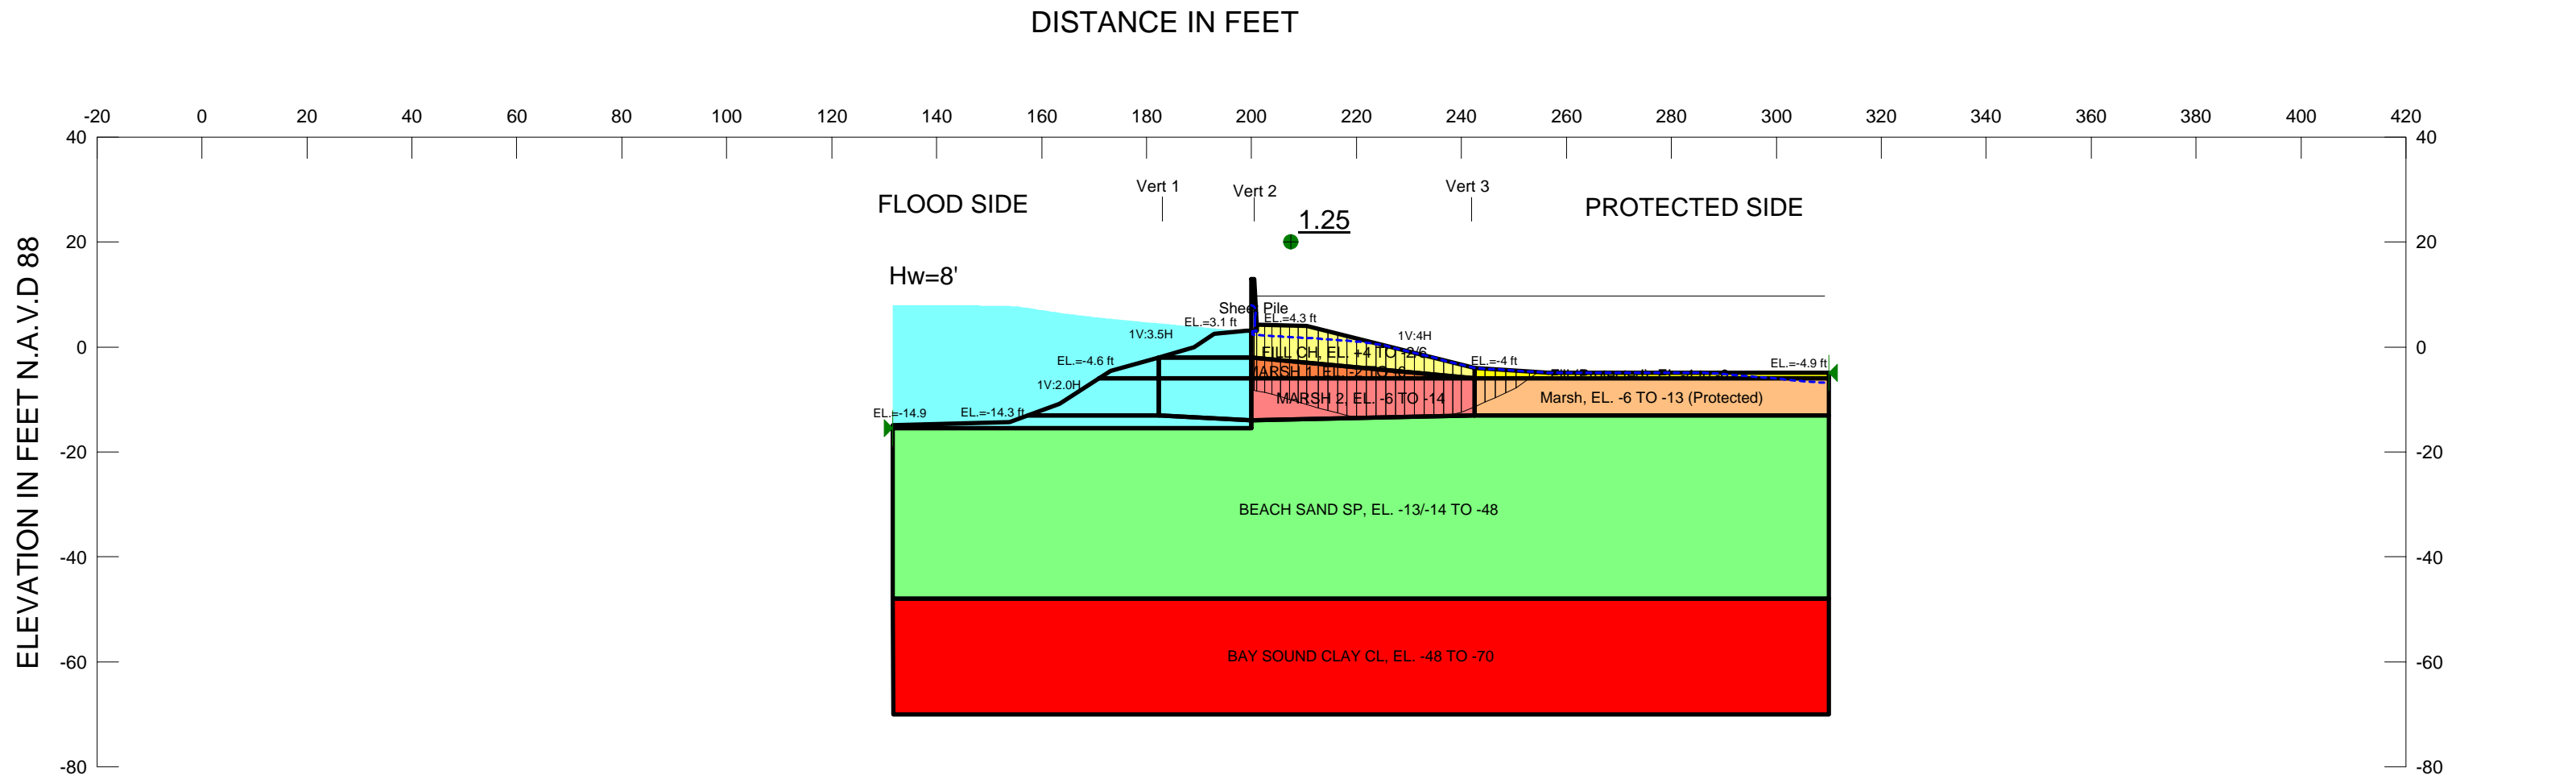 DISTANCE IN FEET
-20 0 20 40 60 80 100 120 140 160 180 200 220 240 260 280 300 320 340 360 380 400 420
40 40
Vert 1 Vert 2 Vert 3
FLOOD SIDE PROTECTED SIDE
1.25
20 20
Hw=8'
Sheet Pile
EL.=3.1 ft EL.=4.3 ft
1V:3.5H 1V:4H
0 0
FILL CH, EL. +4 TO -2/6
EL.=-4.6 ft EL.=-4 ft EL.=-4.9 ft
MARSH 1, EL. -2 TO -6
1V:2.0H
MARSH 2, EL. -6 TO -14 Marsh, EL. -6 TO -13 (Protected)
EL.=-14.9 EL.=-14.3 ft
-20 -20
BEACH SAND SP, EL. -13/-14 TO -48
-40 -40
BAY SOUND CLAY CL, EL. -48 TO -70
-60 -60
-80 -80
ELEVATION IN FEET N.A.V.D 88